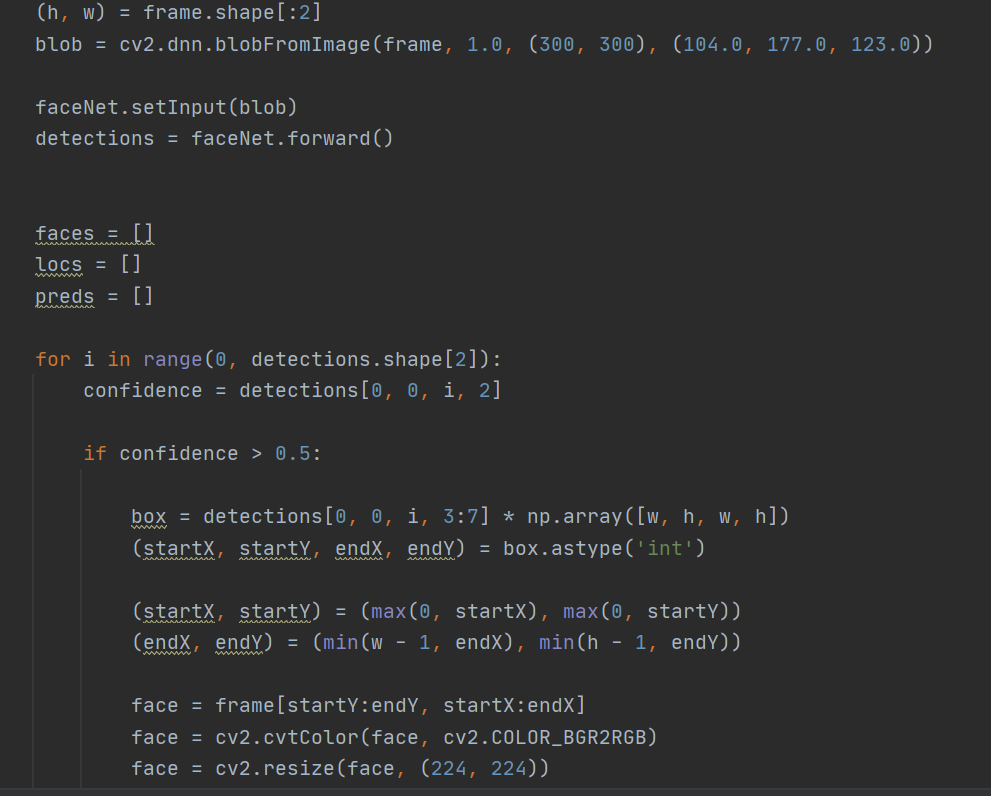 (h, w) = frame.shape[:2]
blob = cv2.dnn.blobFromImage(frame, 1.0, (300, 300), (104.0, 177.0, 123.0))
faceNet.setInput(blob)
detections = faceNet.forward()
faces = []
locs = []
preds = []
for i in range(0, detections.shape[2]):
    confidence = detections[0, 0, i, 2]
    if confidence > 0.5:
        box = detections[0, 0, i, 3:7] * np.array([w, h, w, h])
        (startX, startY, endX, endY) = box.astype('int')
        (startX, startY) = (max(0, startX), max(0, startY))
        (endX, endY) = (min(w - 1, endX), min(h - 1, endY))
        face = frame[startY:endY, startX:endX]
        face = cv2.cvtColor(face, cv2.COLOR_BGR2RGB)
        face = cv2.resize(face, (224, 224))